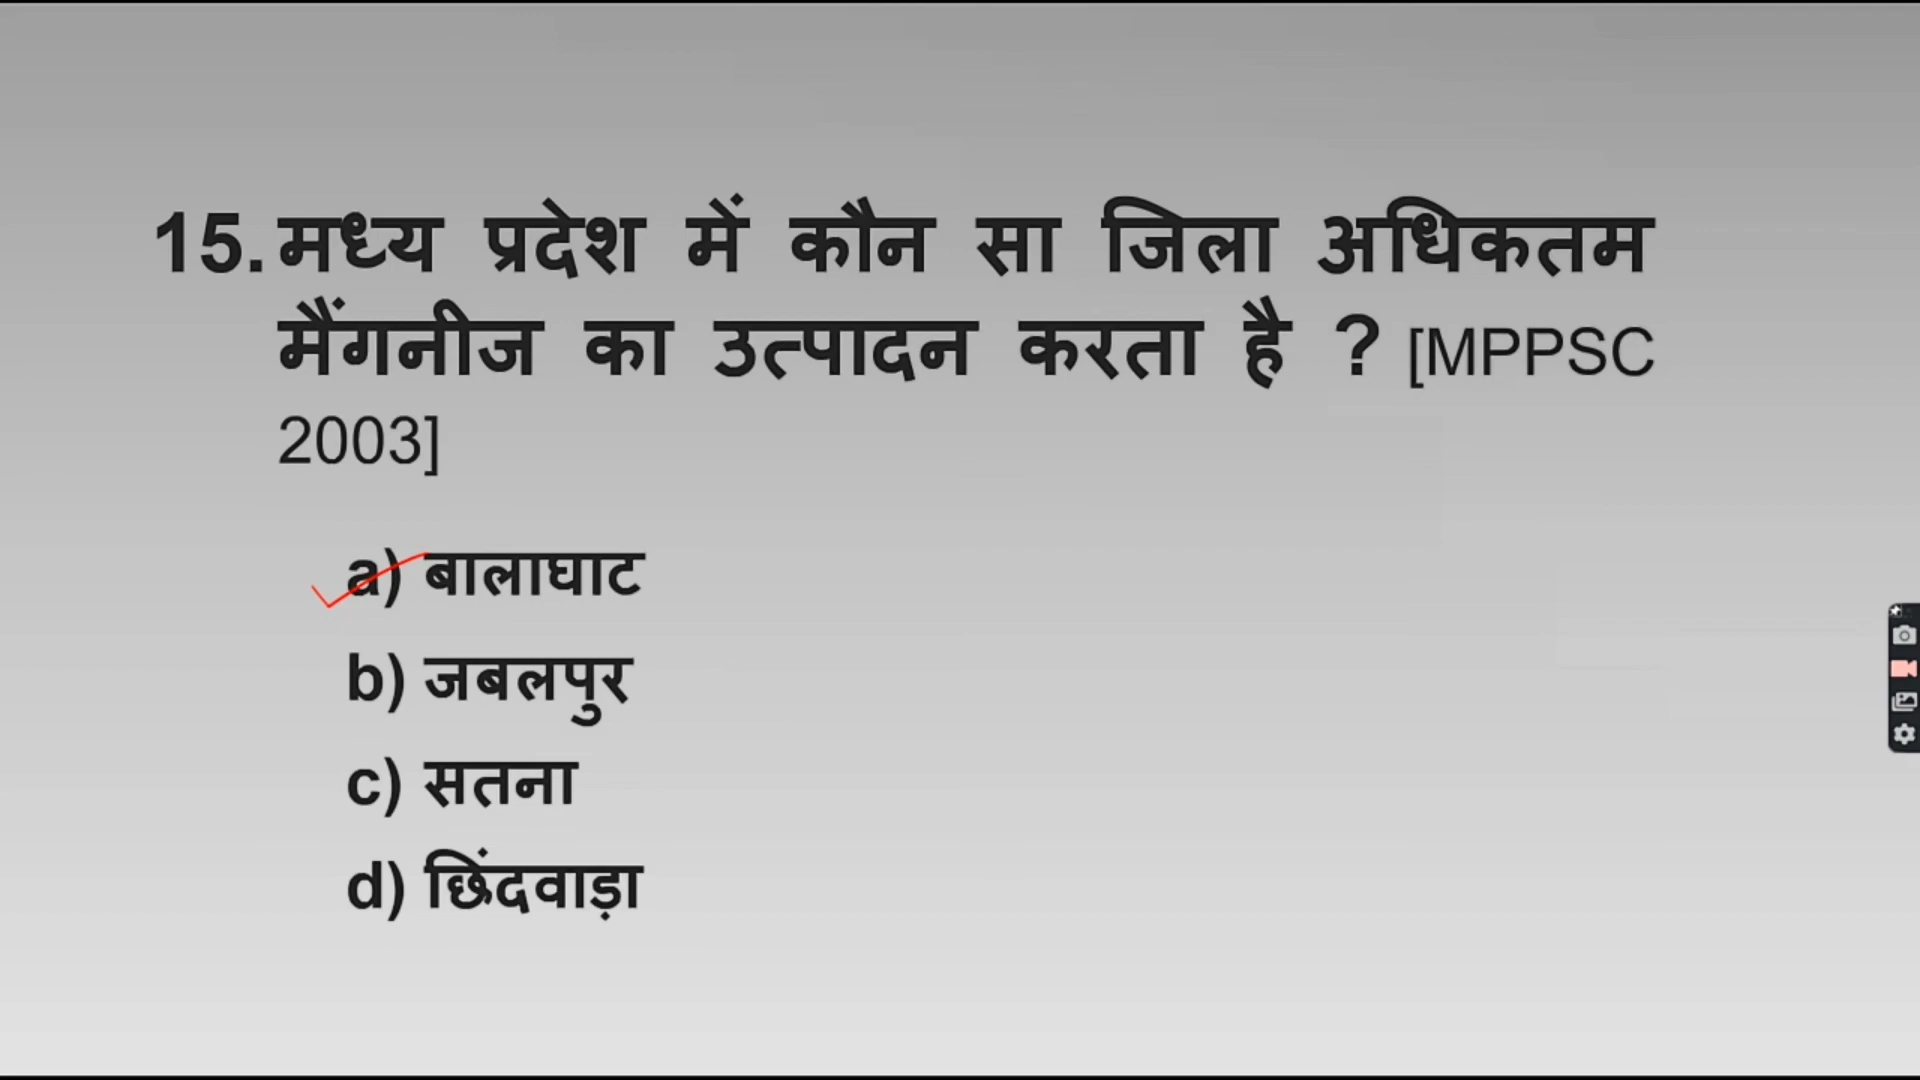 15. मध्य प्रदेश में कौन सा जिला अधिकतम
मैंगनीज का उत्पादन करता है ? [MPPSC
2003]
a) बालाघाट
b) जबलपुर
c) सतना
d) छिंदवाड़ा